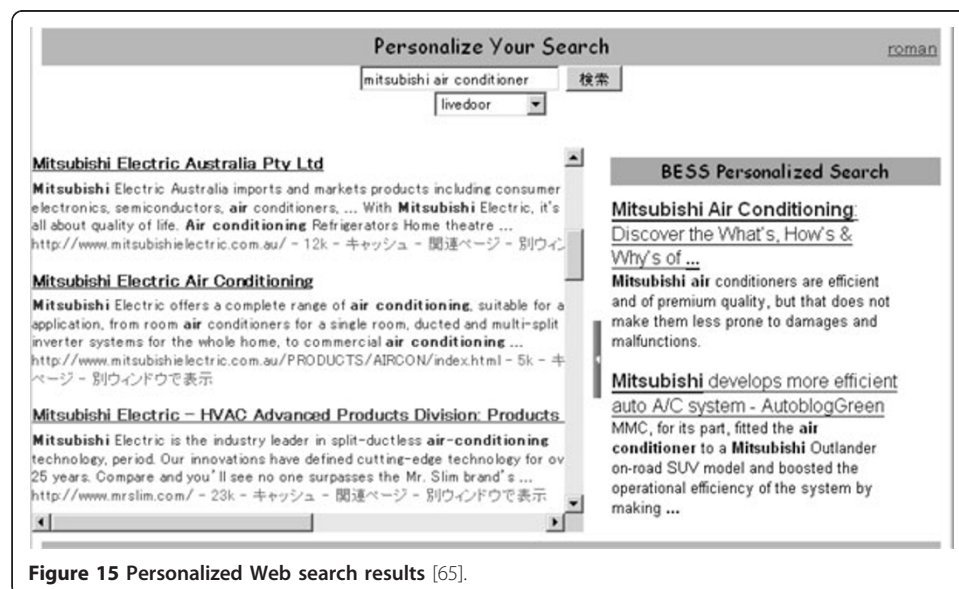 Personalize Your Search
roman
mitsubishi air conditioner
検索
livedoor
Mitsubishi Electric Australia Pty Ltd
Mitsubishi Electric Australia imports and markets products including consumer
electronics, semiconductors, air conditioners, ... With Mitsubishi Electric, it's
all about quality of life. Air conditioning Refrigerators Home theatre ...
http://www.mitsubishielectric.com.au/ - 12k - キャッシュ - 関連ページ - 別ウィン
Mitsubishi Electric Air Conditioning
Mitsubishi Electric offers a complete range of air conditioning, suitable for a
application, from room air conditioners for a single room, ducted and multi-split
inverter systems for the whole home, to commercial air conditioning ...
http://www.mitsubishielectric.com.au/PRODUCTS/AIRCON/index.html - 5k - キ
ページ - 別ウィンドウで表示
Mitsubishi Electric – HVAC Advanced Products Division: Products
Mitsubishi Electric is the industry leader in split-ductless air-conditioning
technology, period. Our innovations have defined cutting-edge technology for ov
25 years. Compare and you'll see no one surpasses the Mr. Slim brand's ...
http://www.mrslim.com/ - 23k - キャッシュ - 関連ページ - 別ウィンドウで表示
BESS Personalized Search
Mitsubishi Air Conditioning:
Discover the What's, How's &
Why's of ...
Mitsubishi air conditioners are efficient
and of premium quality, but that does not
make them less prone to damages and
malfunctions.
Mitsubishi develops more efficient
auto A/C system - AutoblogGreen
MMC, for its part, fitted the air
conditioner to a Mitsubishi Outlander
on-road SUV model and boosted the
operational efficiency of the system by
making ...
Figure 15 Personalized Web search results [65].